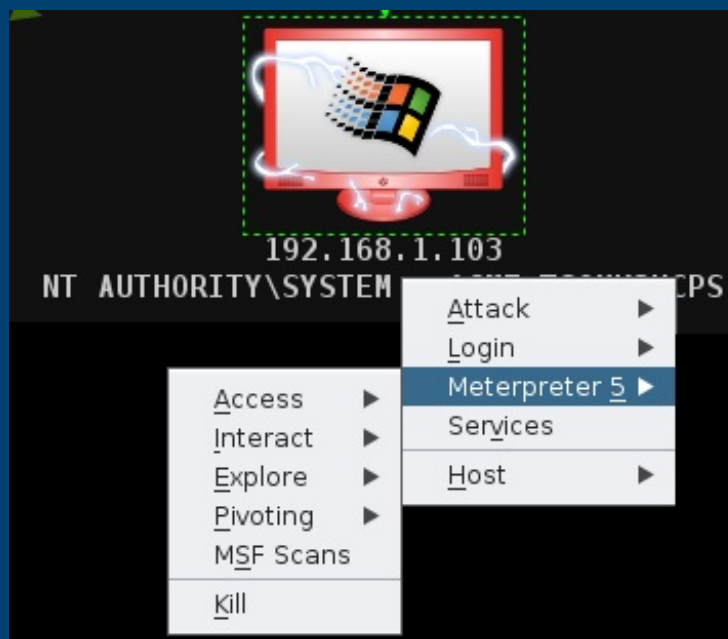 192.168.1.103
NT AUTHORITY\SYSTEM
Attack
Login
Meterpreter 5
Services
Host
Access
Interact
Explore
Pivoting
MSF Scans
Kill